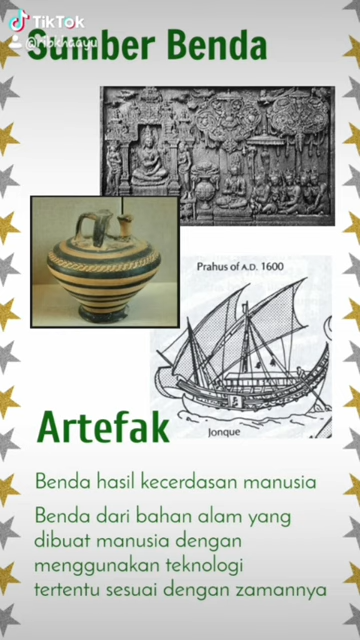 TikTok
Sumber Benda
Prahus of A.D. 1600
Jonque
Artefak
Benda hasil kecerdasan manusia
Benda dari bahan alam yang
dibuat manusia dengan
menggunakan teknologi
tertentu sesuai dengan zamannya